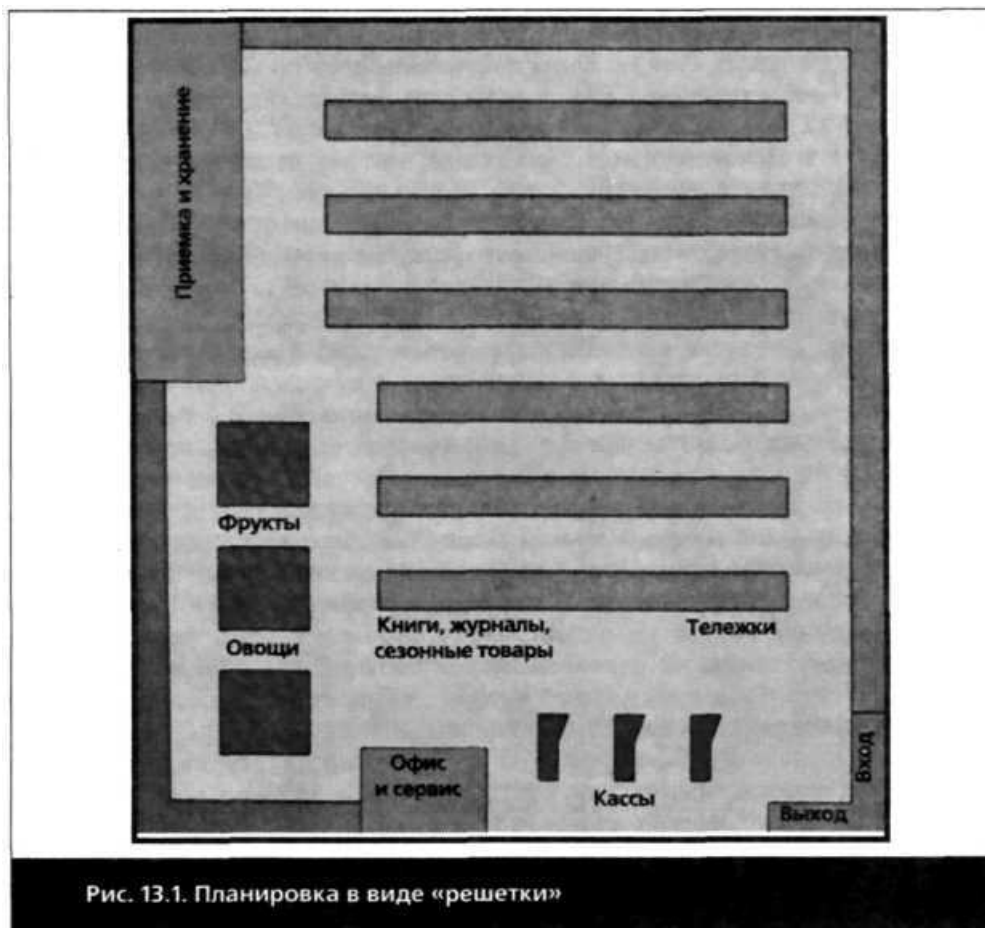 Приемка и хранение
Фрукты
Овощи
Книги, журналы,
сезонные товары
Тележки
Офис
и сервис
Кассы
Вход
Выход
Рис. 13.1. Планировка в виде «решетки»